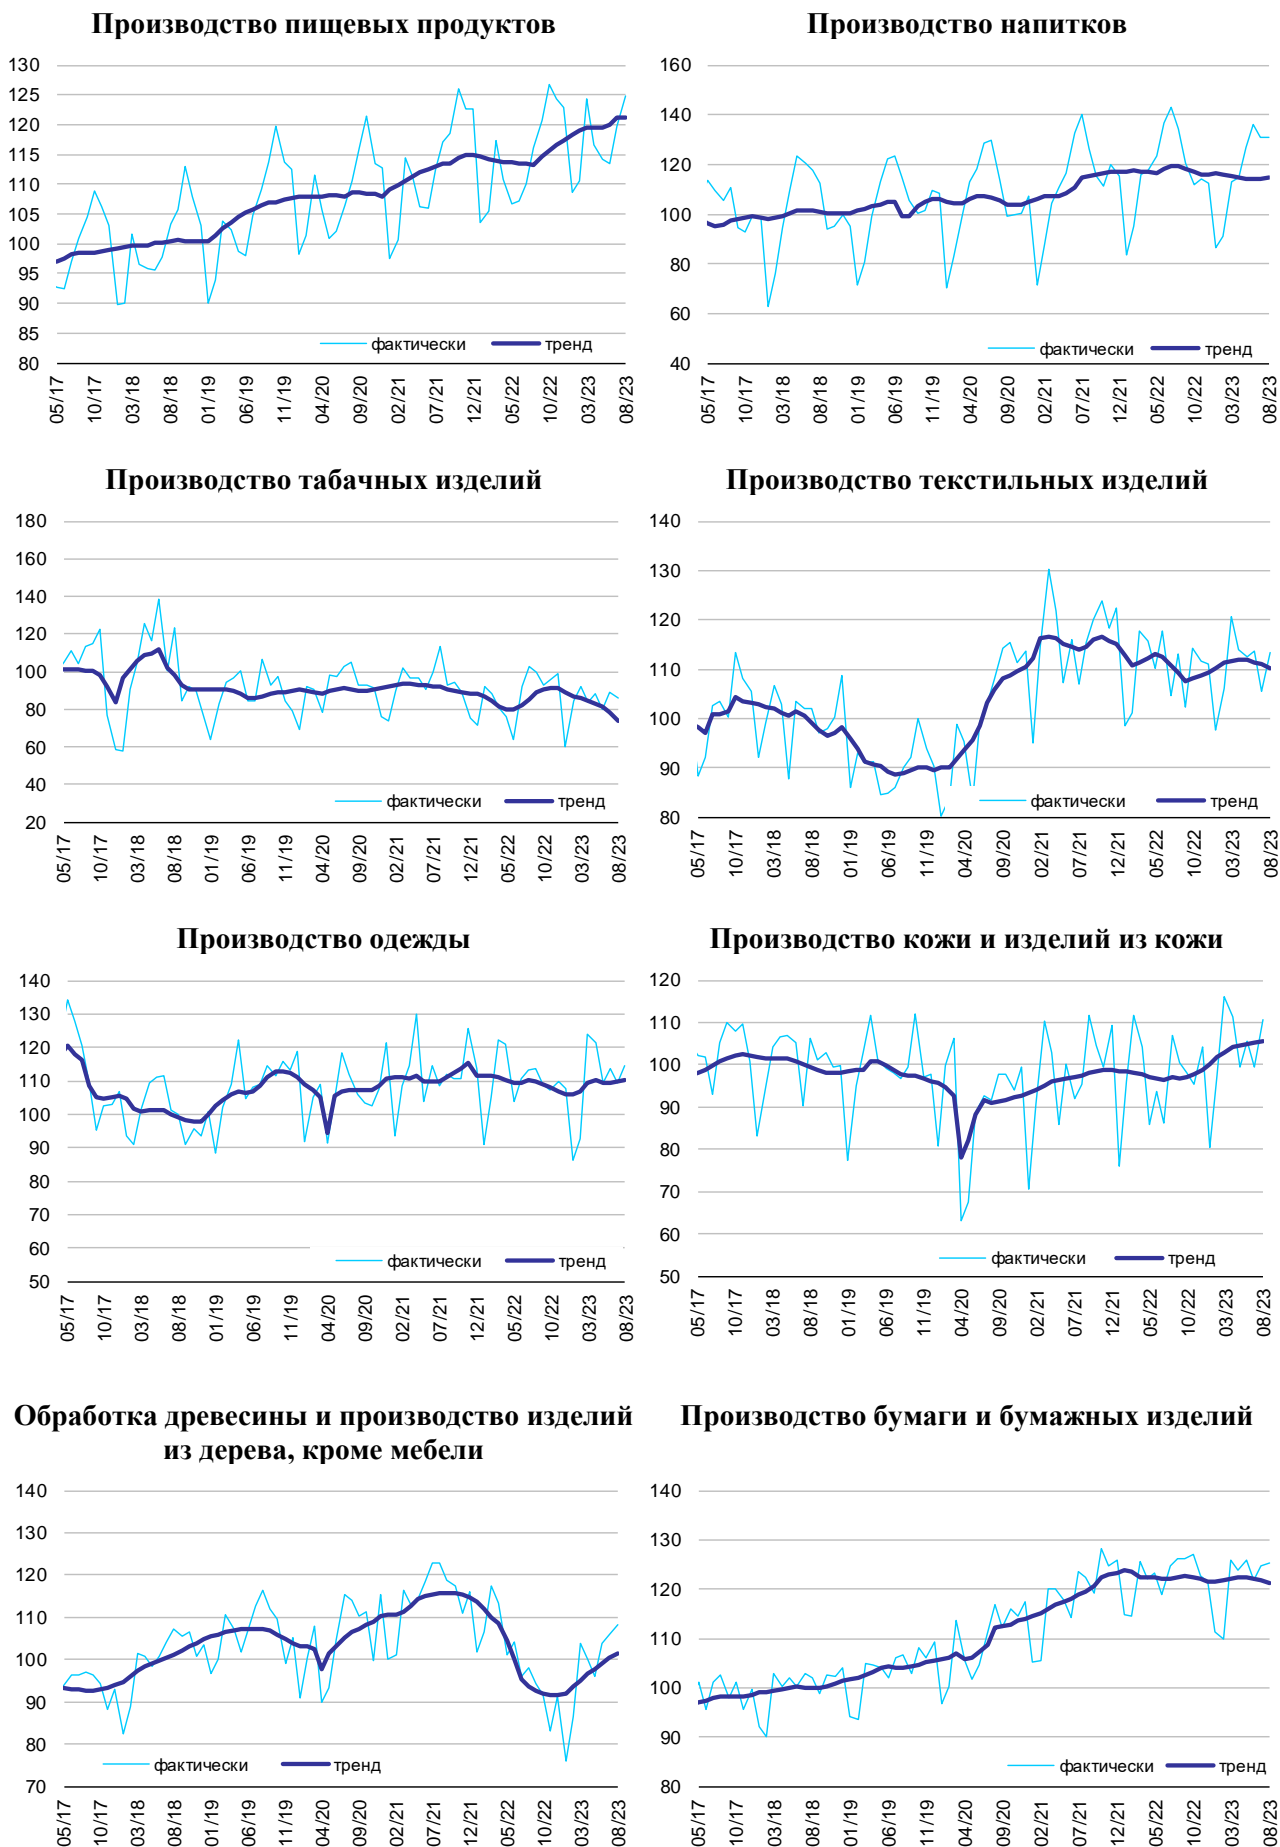 Производство пищевых продуктов
130
125
120
115
110
105
100
95
90
85
80
фактически тренд
05/17 10/17 03/18 08/18 01/19 06/19 11/19 04/20 09/20 02/21 07/21 12/21 05/22 10/22 03/23 08/23
Производство напитков
160
140
120
100
80
60
40
фактически тренд
05/17 10/17 03/18 08/18 01/19 06/19 11/19 04/20 09/20 02/21 07/21 12/21 05/22 10/22 03/23 08/23
Производство табачных изделий
180
160
140
120
100
80
60
40
20
фактически тренд
05/17 10/17 03/18 08/18 01/19 06/19 11/19 04/20 09/20 02/21 07/21 12/21 05/22 10/22 03/23 08/23
Производство текстильных изделий
140
130
120
110
100
90
80
фактически тренд
05/17 10/17 03/18 08/18 01/19 06/19 11/19 04/20 09/20 02/21 07/21 12/21 05/22 10/22 03/23 08/23
Производство одежды
140
130
120
110
100
90
80
70
60
50
фактически тренд
05/17 10/17 03/18 08/18 01/19 06/19 11/19 04/20 09/20 02/21 07/21 12/21 05/22 10/22 03/23 08/23
Производство кожи и изделий из кожи
120
110
100
90
80
70
60
50
фактически тренд
05/17 10/17 03/18 08/18 01/19 06/19 11/19 04/20 09/20 02/21 07/21 12/21 05/22 10/22 03/23 08/23
Обработка древесины и производство изделий
из дерева, кроме мебели
140
130
120
110
100
90
80
70
фактически тренд
05/17 10/17 03/18 08/18 01/19 06/19 11/19 04/20 09/20 02/21 07/21 12/21 05/22 10/22 03/23 08/23
Производство бумаги и бумажных изделий
140
130
120
110
100
90
80
фактически тренд
05/17 10/17 03/18 08/18 01/19 06/19 11/19 04/20 09/20 02/21 07/21 12/21 05/22 10/22 03/23 08/23